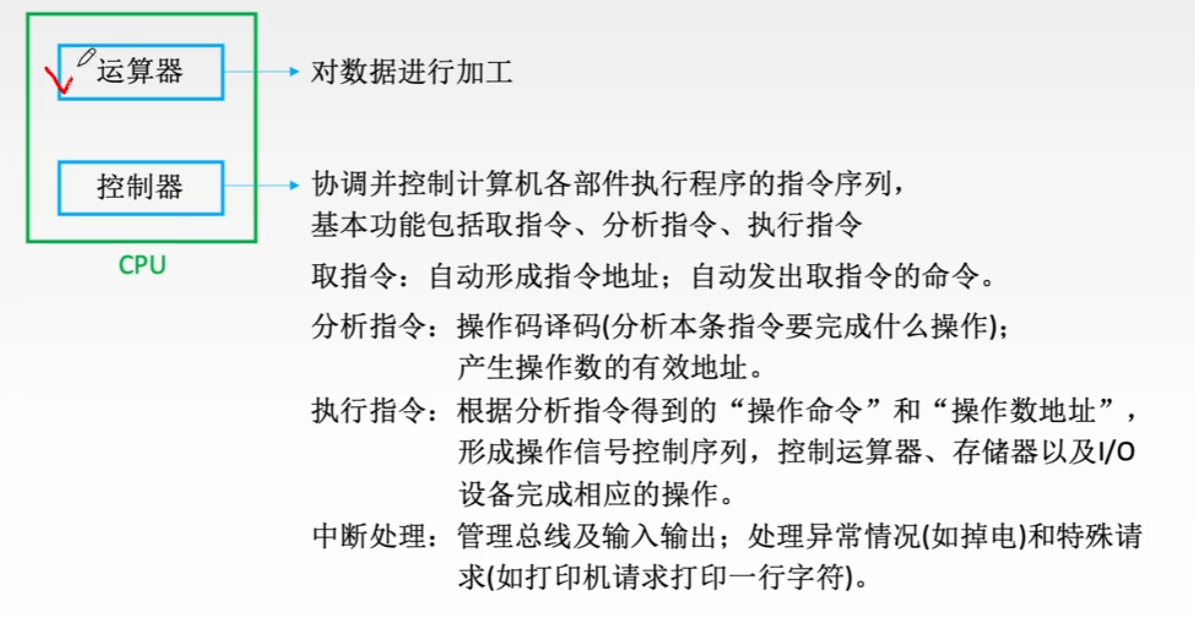 运算器
对数据进行加工
控制器
协调并控制计算机各部件执行程序的指令序列，
基本功能包括取指令、分析指令、执行指令
CPU
取指令：自动形成指令地址；自动发出取指令的命令。
分析指令：操作码译码(分析本条指令要完成什么操作)；
产生操作数的有效地址。
执行指令：根据分析指令得到的“操作命令”和“操作数地址”，
形成操作信号控制序列，控制运算器、存储器以及I/O
设备完成相应的操作。
中断处理：管理总线及输入输出；处理异常情况(如掉电)和特殊请
求(如打印机请求打印一行字符)。